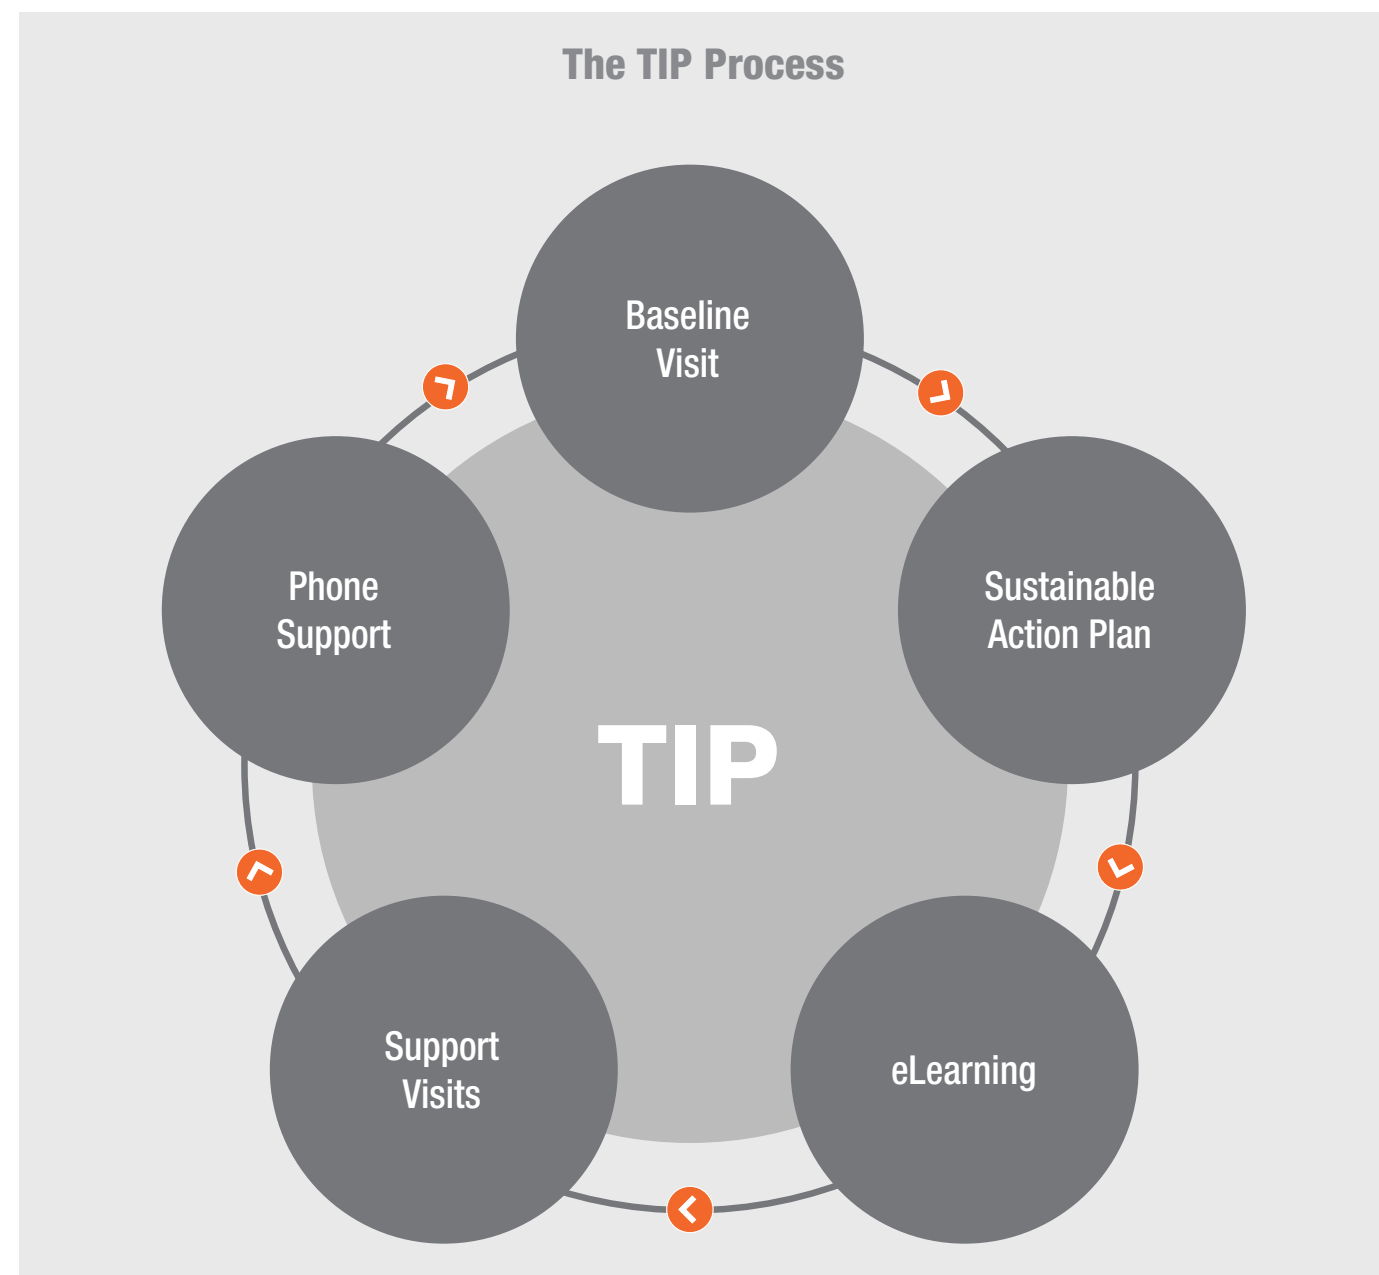 The TIP Process
Baseline
Visit
Sustainable
Action Plan
eLearning
Support
Visits
Phone
Support
TIP